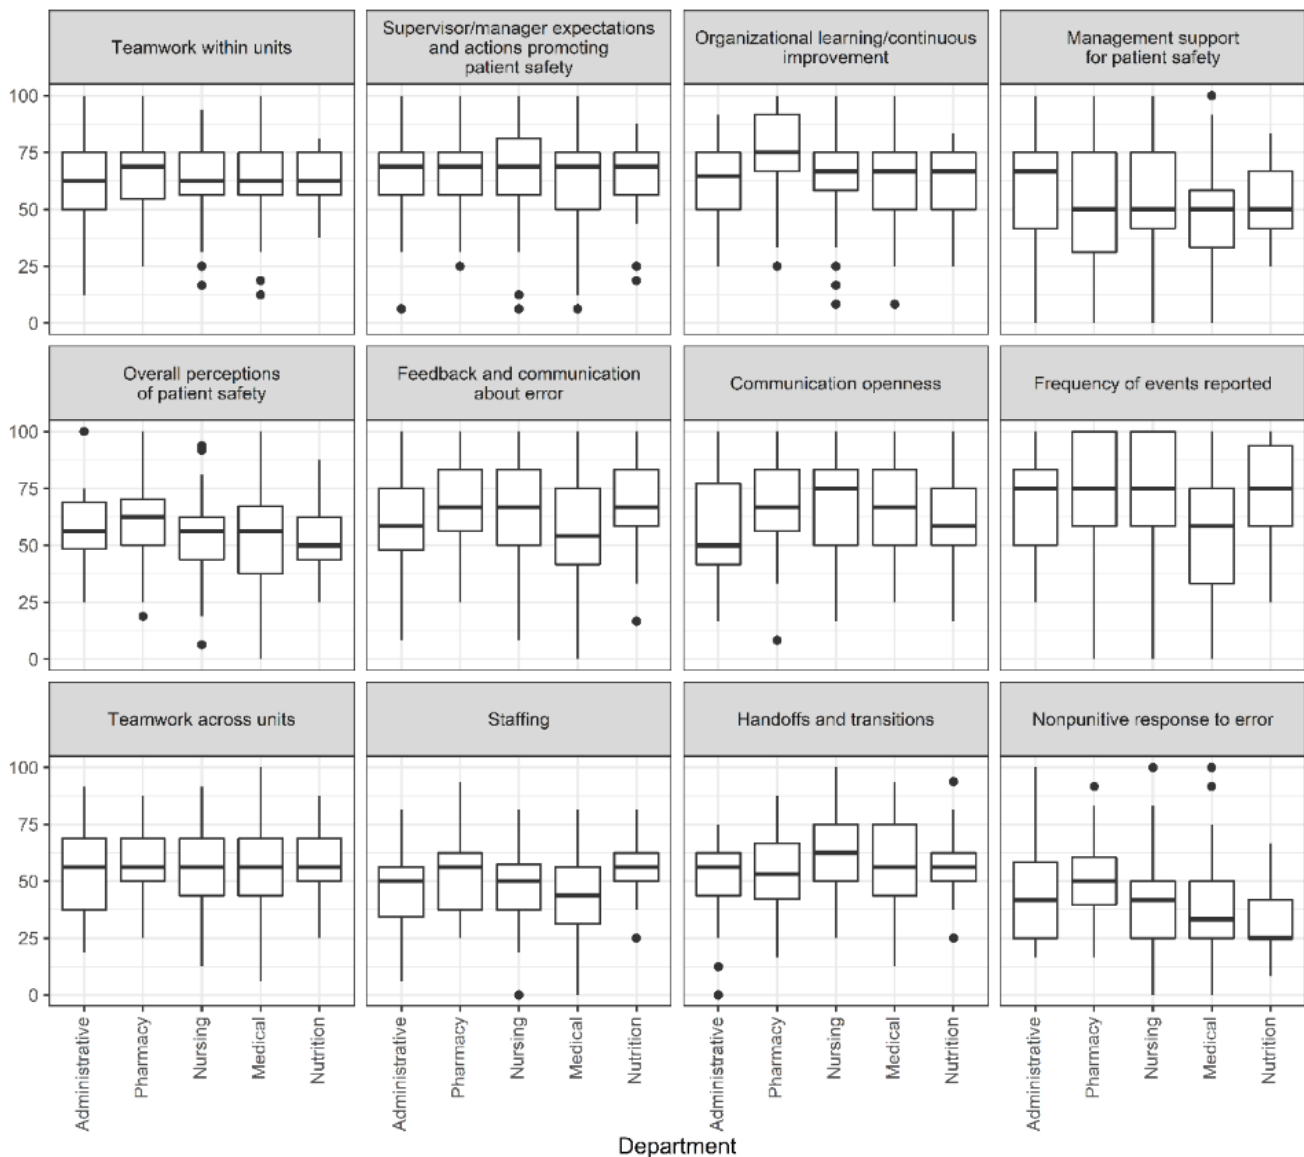 Teamwork within units
Supervisor/manager expectations
and actions promoting
patient safety
Organizational learning/continuous
improvement
Management support
for patient safety
100
75
50
25
0
Overall perceptions
of patient safety
Feedback and communication
about error
Communication openness
Frequency of events reported
100
75
50
25
0
Teamwork across units
Staffing
Handoffs and transitions
Nonpunitive response to error
100
75
50
25
0
Administrative
Pharmacy
Nursing
Medical
Nutrition
Administrative
Pharmacy
Nursing
Medical
Nutrition
Administrative
Pharmacy
Nursing
Medical
Nutrition
Administrative
Pharmacy
Nursing
Medical
Nutrition
Department